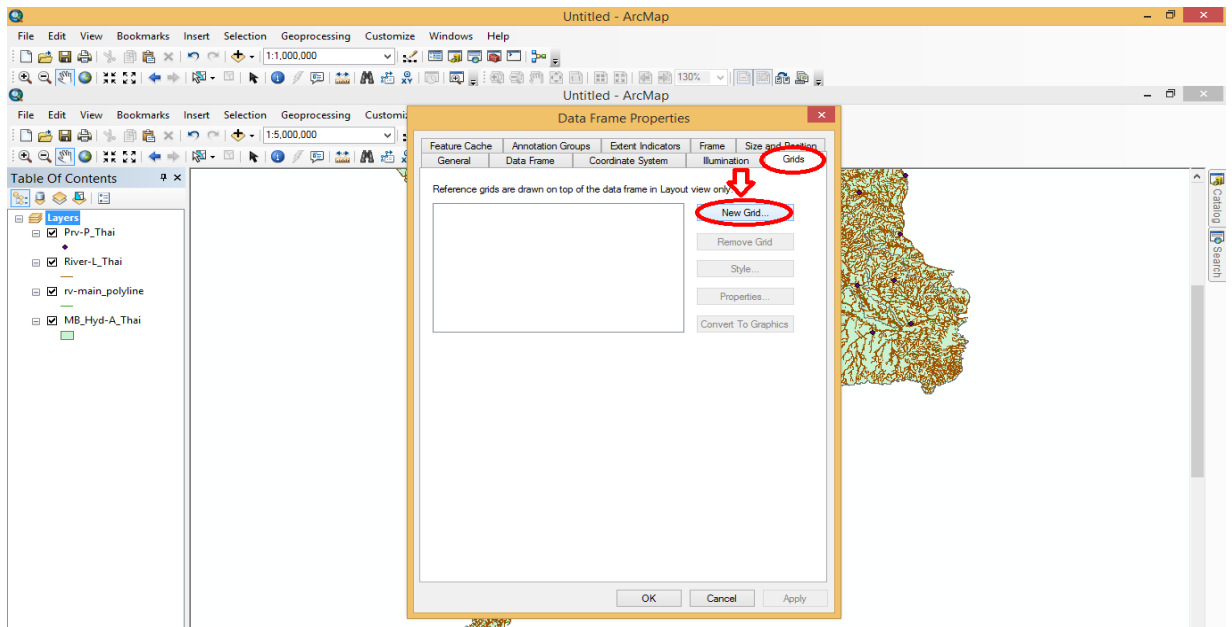 Untitled - ArcMap
File Edit View Bookmarks Insert Selection Geoprocessing Customize Windows Help
1:1,000,000
130%
Untitled - ArcMap
File Edit View Bookmarks Insert Selection Geoprocessing
1:5,000,000
Table Of Contents
Layers
Prv-P_Thai
River-L_Thai
rv-main_polyline
MB_Hyd-A_Thai
Data Frame Properties
Feature Cache Annotation Groups Extent Indicators Frame Size and Position
General Data Frame Coordinate System Illumination Grids
Reference grids are drawn on top of the data frame in Layout view only.
New Grid...
Remove Grid
Style...
Properties...
Convert To Graphics
OK Cancel Apply
Catalog
Search